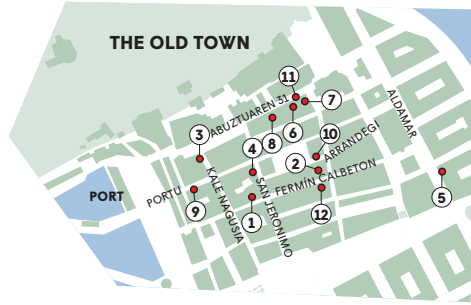 THE OLD TOWN
ABUZTUAREN 31
ALDAMAR
ARRANDEGI
FERMÍN CALBETON
PORT
PORTU
KALE NAGUSIA
SAN JERONIMO
11
7
6
8
3
4
10
2
5
9
1
12